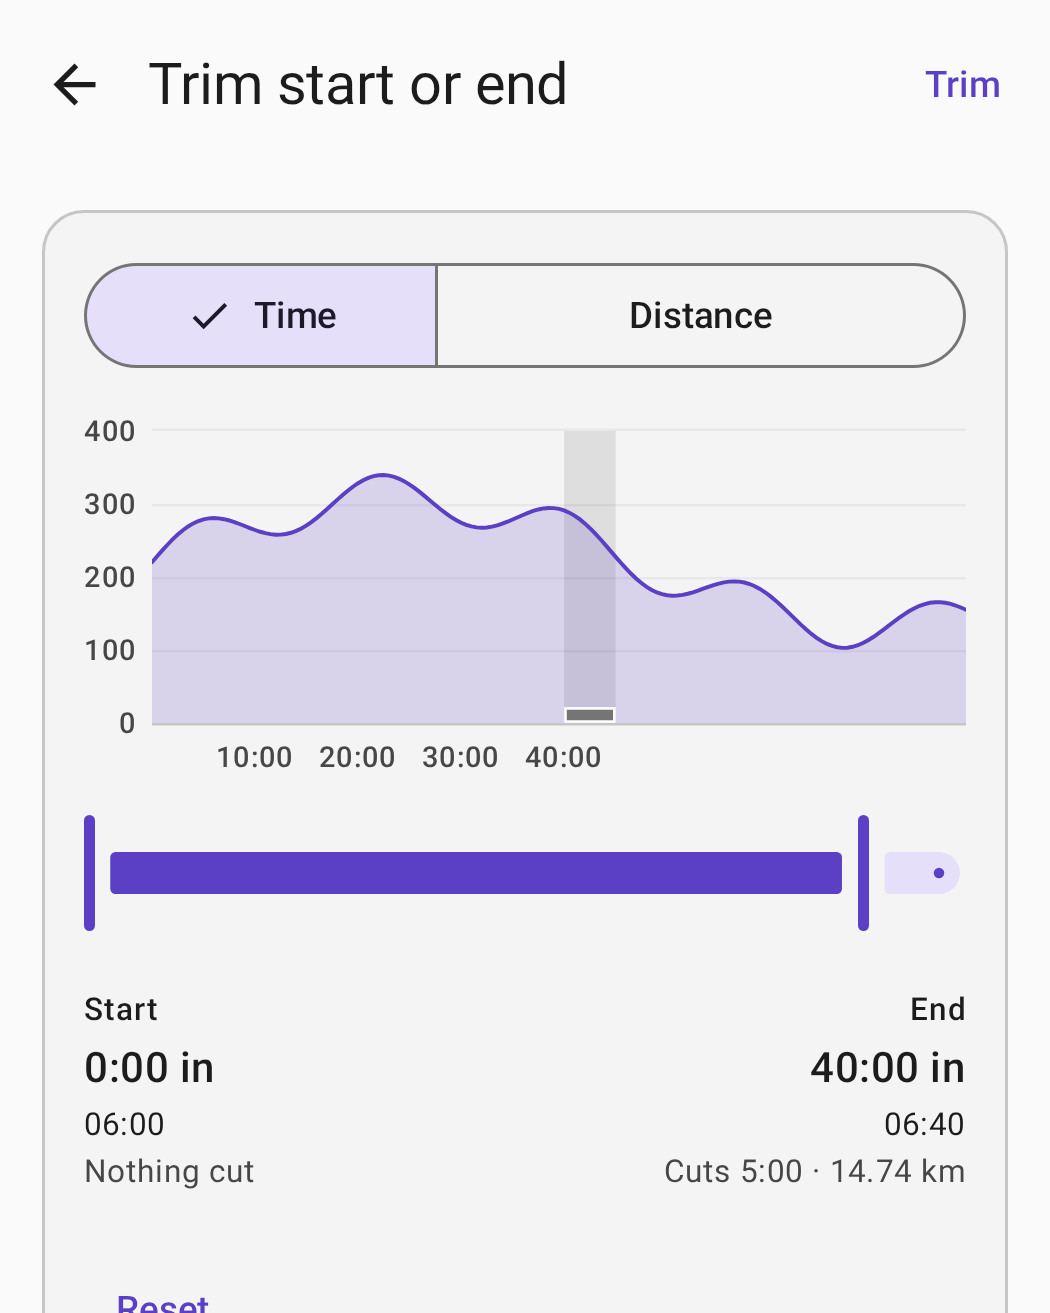 Trim start or end
Trim
Time
Distance
400
300
200
100
0
10:00 20:00 30:00 40:00
Start
End
0:00 in
40:00 in
06:00
06:40
Nothing cut
Cuts 5:00 · 14.74 km
Reset